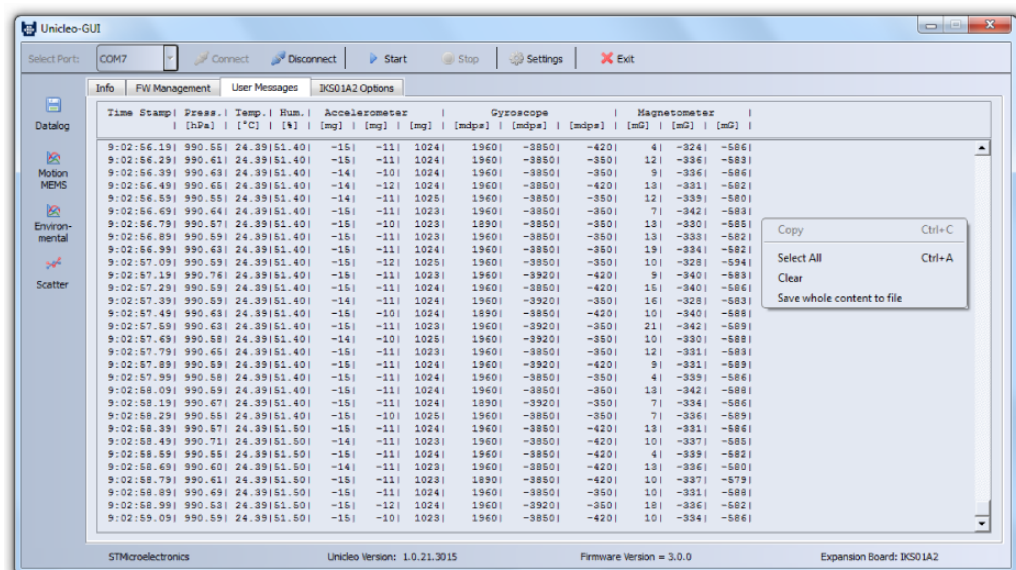 Unicleo-GUI
Select Port: COM7 Connect Disconnect Start Stop Settings Exit
Info FW Management User Messages IKS01A2 Options
Datalog
Motion MEMS
Environ-mental
Scatter
Time Stamp| Press.| Temp.| Hum.| Accelerometer | Gyroscope | Magnetometer |
| [hPa] | [°C] | [%] | [mg] | [mg] | [mg] | [mdps] | [mdps] | [mdps] | [mG] | [mG] | [mG] |
9:02:56.19| 990.55| 24.39|51.40| -15| -11| 1024| 1960| -3850| -420| 4| -324| -586|
9:02:56.29| 990.61| 24.39|51.40| -15| -11| 1024| 1960| -3850| -350| 12| -336| -583|
9:02:56.39| 990.63| 24.39|51.40| -14| -10| 1024| 1960| -3850| -350| 9| -336| -586|
9:02:56.49| 990.65| 24.39|51.40| -14| -12| 1024| 1960| -3850| -420| 13| -331| -582|
9:02:56.59| 990.55| 24.39|51.40| -14| -11| 1025| 1960| -3850| -350| 12| -339| -580|
9:02:56.69| 990.64| 24.39|51.40| -15| -11| 1023| 1960| -3850| -420| 7| -342| -583|
9:02:56.79| 990.57| 24.39|51.40| -15| -10| 1023| 1890| -3850| -350| 13| -330| -585|
9:02:56.89| 990.59| 24.39|51.40| -15| -11| 1023| 1960| -3850| -350| 13| -333| -582|
9:02:56.99| 990.63| 24.39|51.40| -15| -11| 1024| 1960| -3850| -350| 19| -334| -582|
9:02:57.09| 990.59| 24.39|51.40| -15| -12| 1025| 1960| -3850| -350| 10| -328| -594|
9:02:57.19| 990.76| 24.39|51.40| -15| -11| 1023| 1960| -3920| -420| 9| -340| -583|
9:02:57.29| 990.59| 24.39|51.40| -15| -11| 1024| 1960| -3850| -420| 15| -340| -586|
9:02:57.39| 990.59| 24.39|51.40| -14| -11| 1024| 1960| -3920| -350| 16| -328| -583|
9:02:57.49| 990.63| 24.39|51.40| -15| -10| 1024| 1890| -3850| -420| 10| -340| -588|
9:02:57.59| 990.63| 24.39|51.40| -15| -11| 1023| 1960| -3920| -350| 21| -342| -589|
9:02:57.69| 990.58| 24.39|51.40| -14| -10| 1025| 1960| -3920| -350| 10| -330| -588|
9:02:57.79| 990.65| 24.39|51.40| -15| -11| 1023| 1960| -3850| -350| 12| -331| -583|
9:02:57.89| 990.59| 24.39|51.40| -15| -11| 1024| 1960| -3920| -420| 9| -331| -589|
9:02:57.99| 990.58| 24.39|51.40| -15| -11| 1024| 1960| -3850| -350| 4| -339| -586|
9:02:58.09| 990.59| 24.39|51.40| -15| -11| 1024| 1960| -3850| -350| 13| -342| -588|
9:02:58.19| 990.67| 24.39|51.40| -15| -11| 1024| 1890| -3920| -350| 7| -334| -586|
9:02:58.29| 990.55| 24.39|51.40| -15| -10| 1025| 1960| -3850| -350| 7| -336| -589|
9:02:58.39| 990.57| 24.39|51.50| -15| -11| 1024| 1960| -3850| -420| 13| -331| -586|
9:02:58.49| 990.71| 24.39|51.50| -14| -11| 1023| 1960| -3850| -420| 10| -337| -585|
9:02:58.59| 990.55| 24.39|51.50| -15| -11| 1024| 1960| -3850| -420| 4| -339| -582|
9:02:58.69| 990.60| 24.39|51.50| -14| -11| 1023| 1960| -3850| -420| 13| -336| -580|
9:02:58.79| 990.61| 24.39|51.50| -15| -11| 1023| 1890| -3850| -420| 10| -337| -579|
9:02:58.89| 990.69| 24.39|51.50| -15| -11| 1024| 1960| -3850| -350| 10| -331| -588|
9:02:58.99| 990.53| 24.39|51.50| -15| -12| 1024| 1960| -3920| -350| 18| -336| -582|
9:02:59.09| 990.59| 24.39|51.50| -15| -10| 1023| 1960| -3850| -420| 10| -334| -586|
Copy Ctrl+C
Select All Ctrl+A
Clear
Save whole content to file
STMicroelectronics Unicleo Version: 1.0.21.3015 Firmware Version = 3.0.0 Expansion Board: IKS01A2